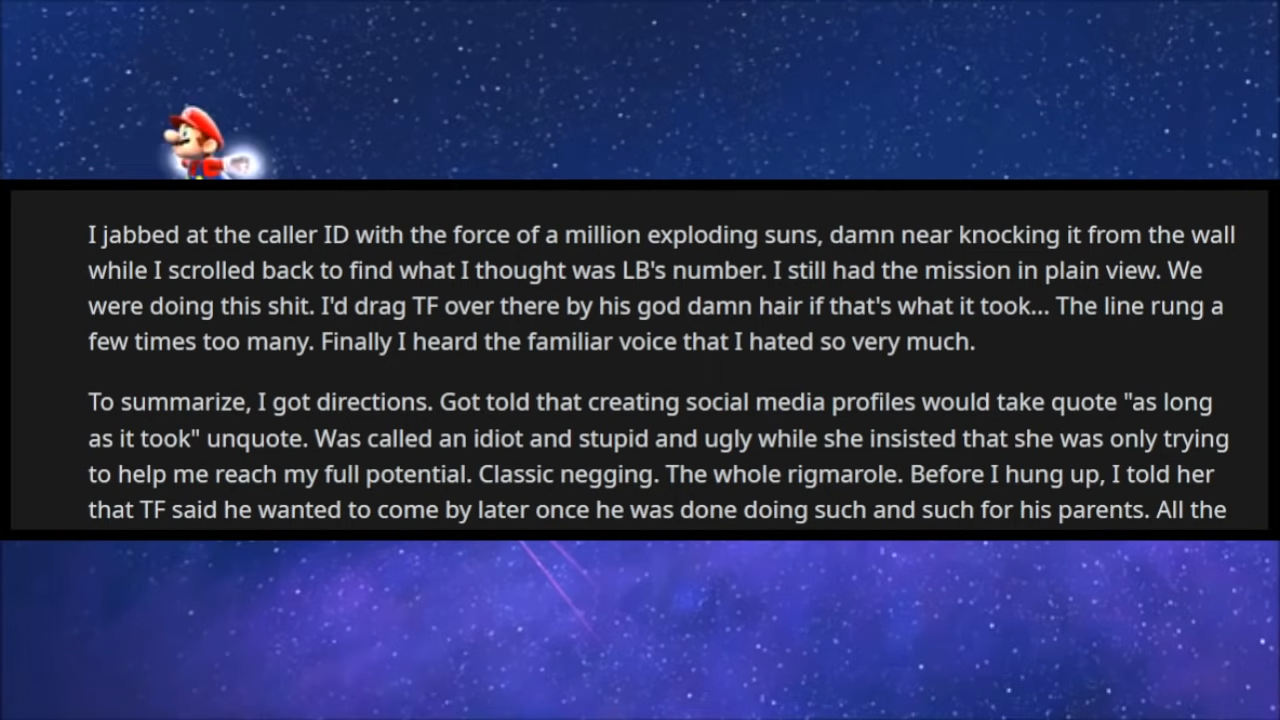 I jabbed at the caller ID with the force of a million exploding suns, damn near knocking it from the wall
while I scrolled back to find what I thought was LB's number. I still had the mission in plain view. We
were doing this shit. I'd drag TF over there by his god damn hair if that's what it took... The line rung a
few times too many. Finally I heard the familiar voice that I hated so very much.
To summarize, I got directions. Got told that creating social media profiles would take quote "as long
as it took" unquote. Was called an idiot and stupid and ugly while she insisted that she was only trying
to help me reach my full potential. Classic negging. The whole rigmarole. Before I hung up, I told her
that TF said he wanted to come by later once he was done doing such and such for his parents. All the